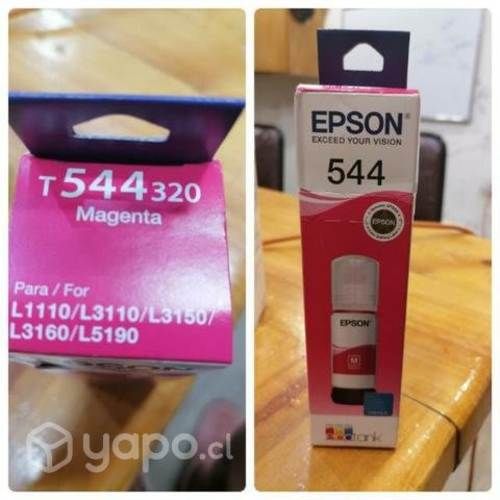 T544320
Magenta
Para / For
L1110/L3110/L3150/
L3160/L5190
yapo.cl
EPSON®
EXCEED YOUR VISION
544
EPSON
EPSON
M